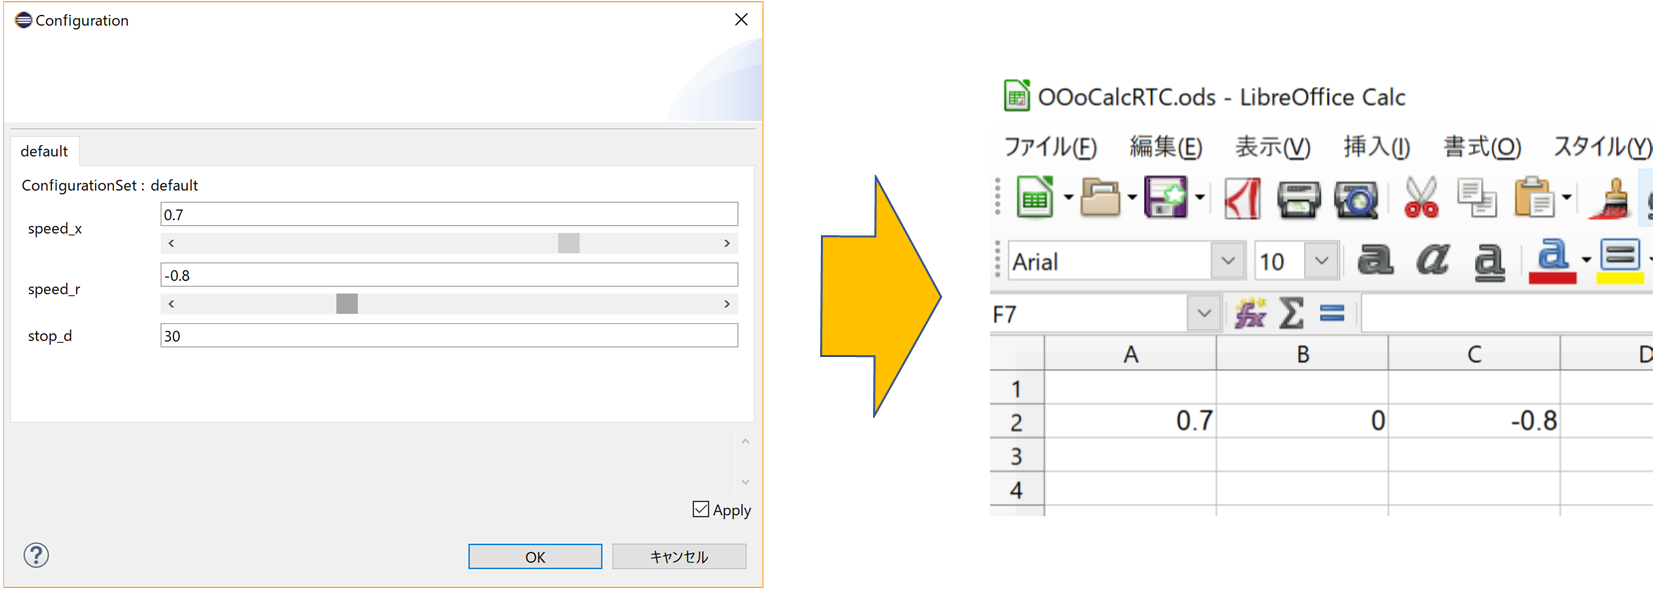 Configuration
default
ConfigurationSet : default
speed_x
0.7
speed_r
-0.8
stop_d
30
Apply
OK
キャンセル
OOoCalcRTC.ods - LibreOffice Calc
ファイル(F) 編集(E) 表示(V) 挿入(I) 書式(O) スタイル(Y)
Arial 10
F7
A B C D
1
2 0.7 0 -0.8
3
4